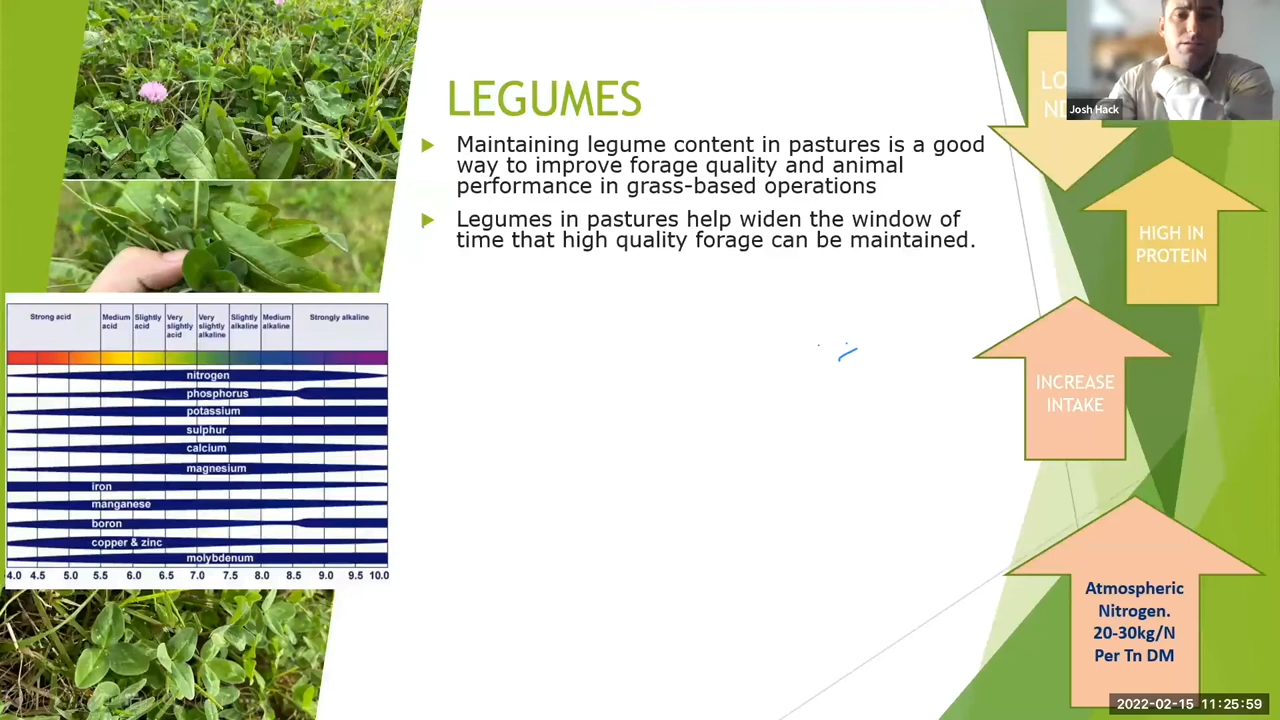 LEGUMES
Maintaining legume content in pastures is a good
way to improve forage quality and animal
performance in grass-based operations
Legumes in pastures help widen the window of
time that high quality forage can be maintained.
Strong acid
Medium acid
Slightly acid
Very slightly acid
Very slightly alkaline
Slightly alkaline
Medium alkaline
Strongly alkaline
nitrogen
phosphorus
potassium
sulphur
calcium
magnesium
iron
manganese
boron
copper & zinc
molybdenum
4.0 4.5 5.0 5.5 6.0 6.5 7.0 7.5 8.0 8.5 9.0 9.5 10.0
Josh Hack
HIGH IN
PROTEIN
INCREASE
INTAKE
Atmospheric
Nitrogen.
20-30kg/N
Per Tn DM
2022-02-15 11:25:59